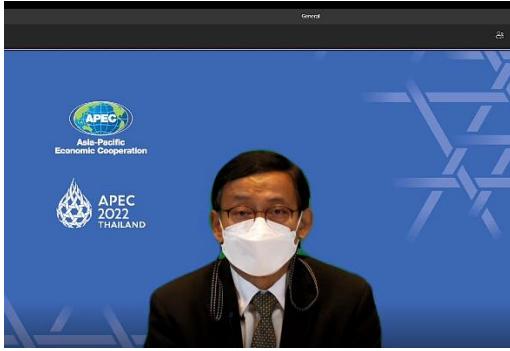 General
APEC
Asia-Pacific
Economic Cooperation
APEC
2022
THAILAND